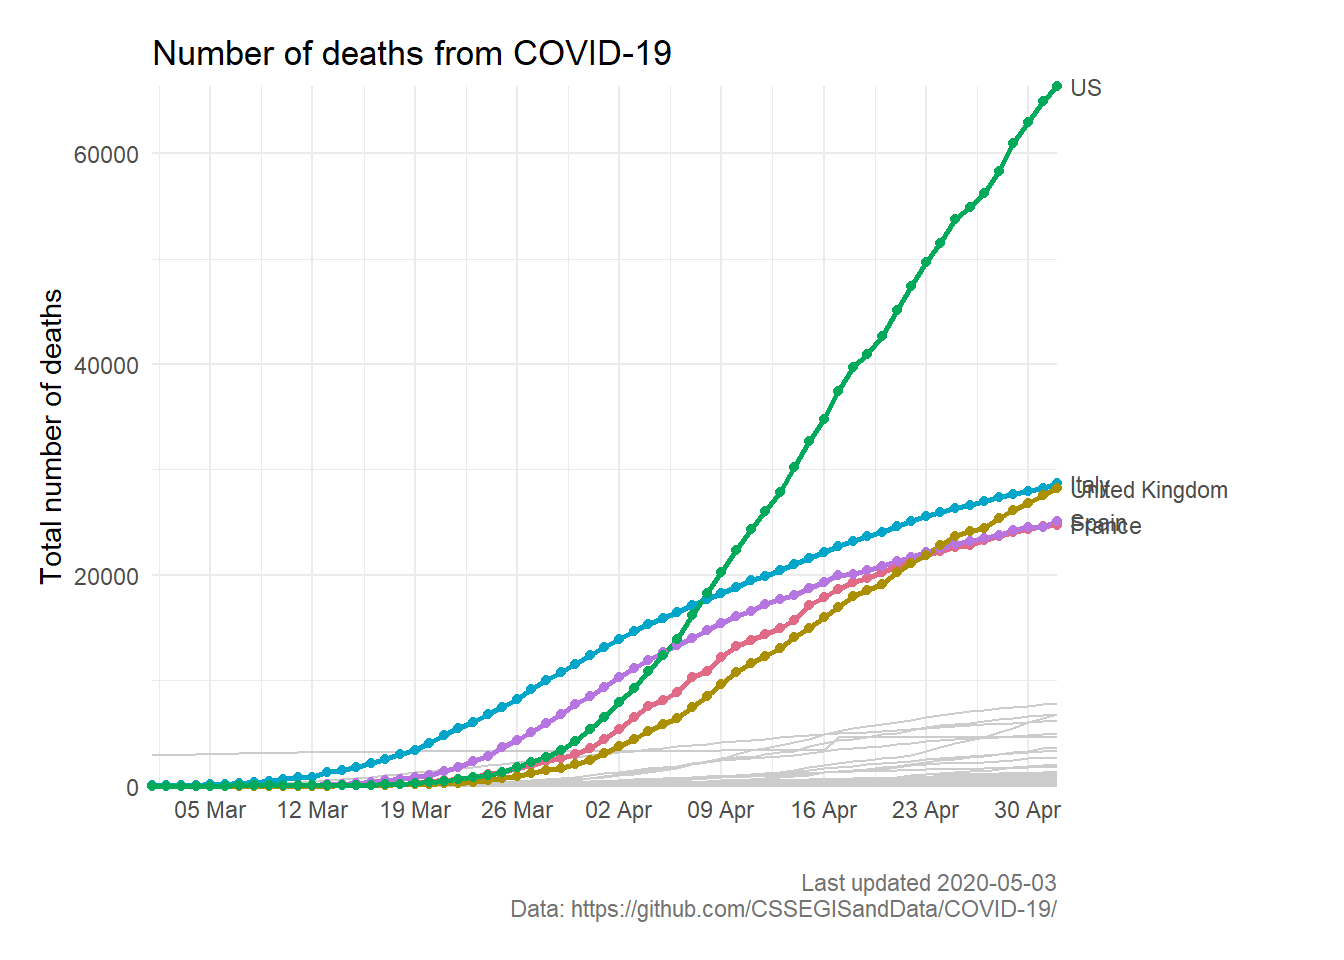 Number of deaths from COVID-19
Total number of deaths
60000
40000
20000
0
US
Italy
United Kingdom
Spain
France
05 Mar
12 Mar
19 Mar
26 Mar
02 Apr
09 Apr
16 Apr
23 Apr
30 Apr
Last updated 2020-05-03
Data: https://github.com/CSSEGISandData/COVID-19/